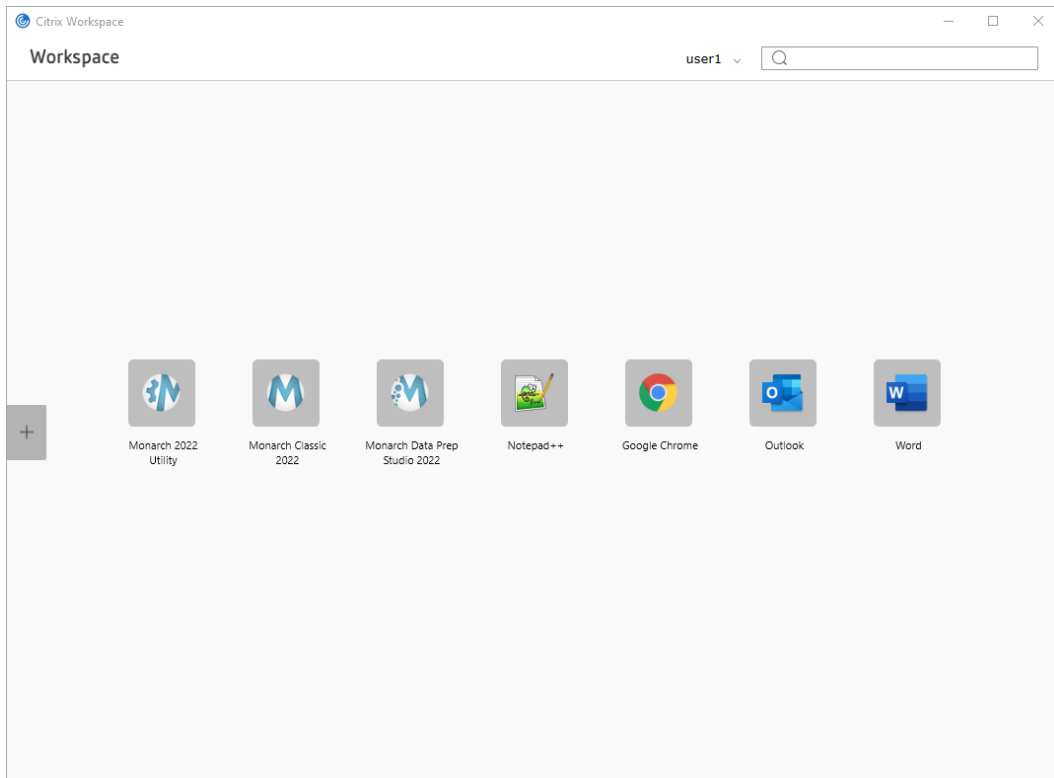 Citrix Workspace
Workspace
user1
Monarch 2022
Utility
Monarch Classic
2022
Monarch Data Prep
Studio 2022
Notepad++
Google Chrome
Outlook
Word